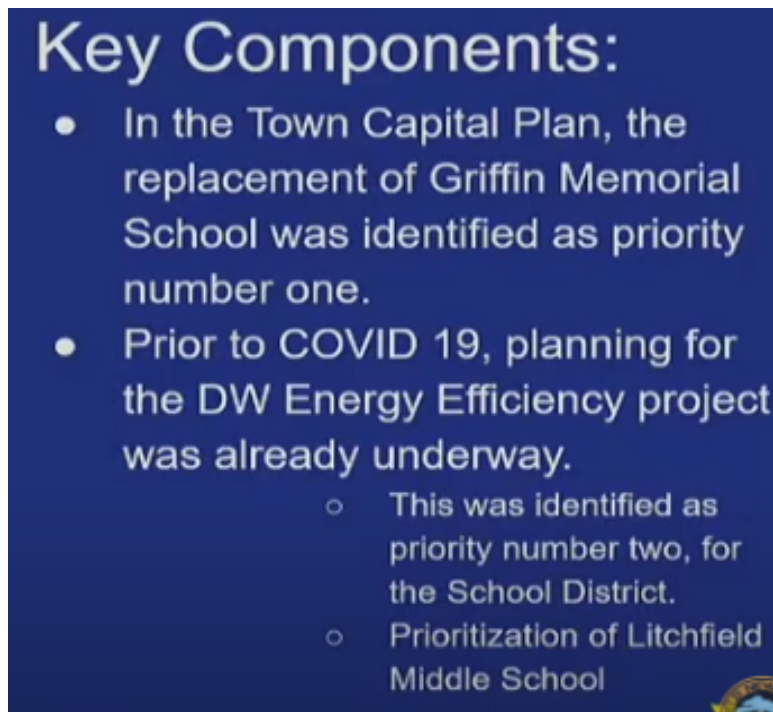 Key Components:
● In the Town Capital Plan, the
replacement of Griffin Memorial
School was identified as priority
number one.
● Prior to COVID 19, planning for
the DW Energy Efficiency project
was already underway.
○ This was identified as
priority number two, for
the School District.
○ Prioritization of Litchfield
Middle School